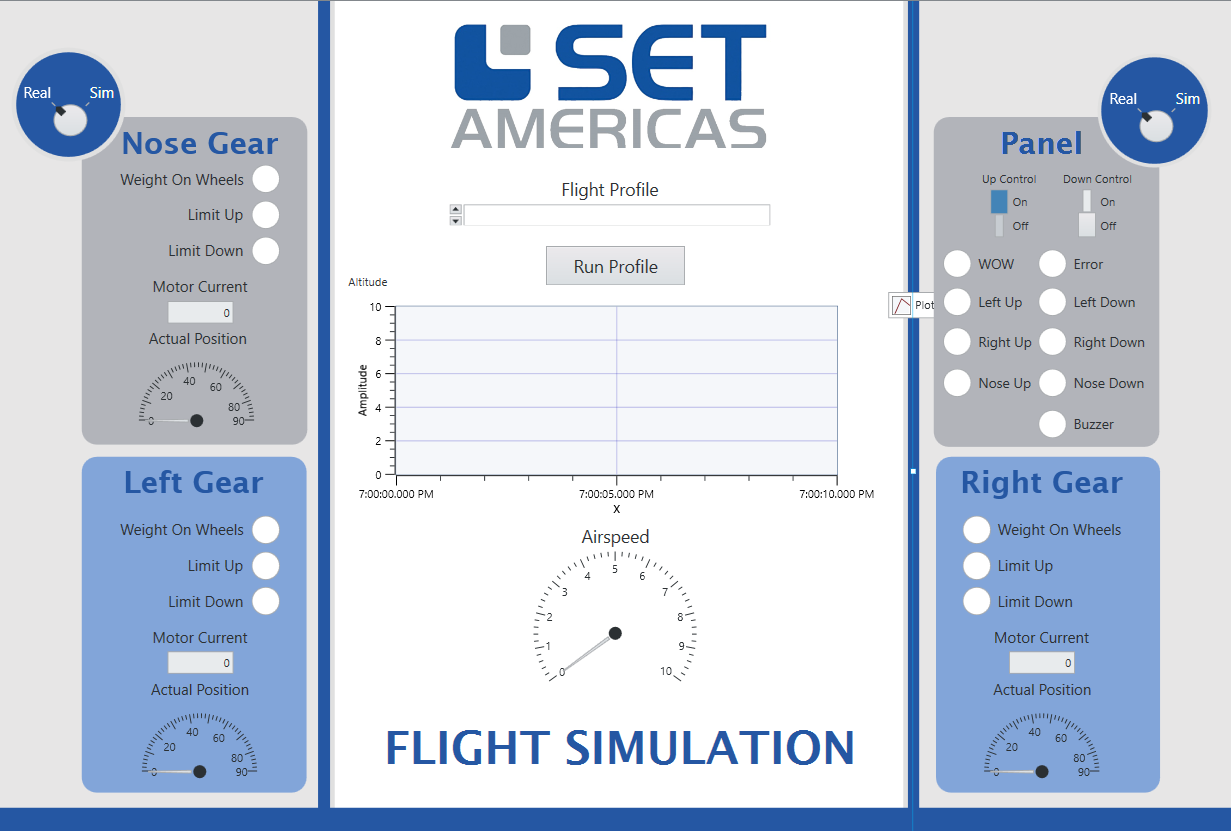 SET
AMERICAS
Real Sim
Nose Gear
Weight On Wheels
Limit Up
Limit Down
Motor Current
0
Actual Position
0 20 40 60 80 90
Left Gear
Weight On Wheels
Limit Up
Limit Down
Motor Current
0
Actual Position
0 20 40 60 80 90
Flight Profile
Run Profile
Altitude
Amplitude
10
8
6
4
2
0
7:00:00.000 PM 7:00:05.000 PM 7:00:10.000 PM
X
Plot
Airspeed
0 1 2 3 4 5 6 7 8 9 10
FLIGHT SIMULATION
Real Sim
Panel
Up Control Down Control
On On
Off Off
WOW Error
Left Up Left Down
Right Up Right Down
Nose Up Nose Down
Buzzer
Right Gear
Weight On Wheels
Limit Up
Limit Down
Motor Current
0
Actual Position
0 20 40 60 80 90